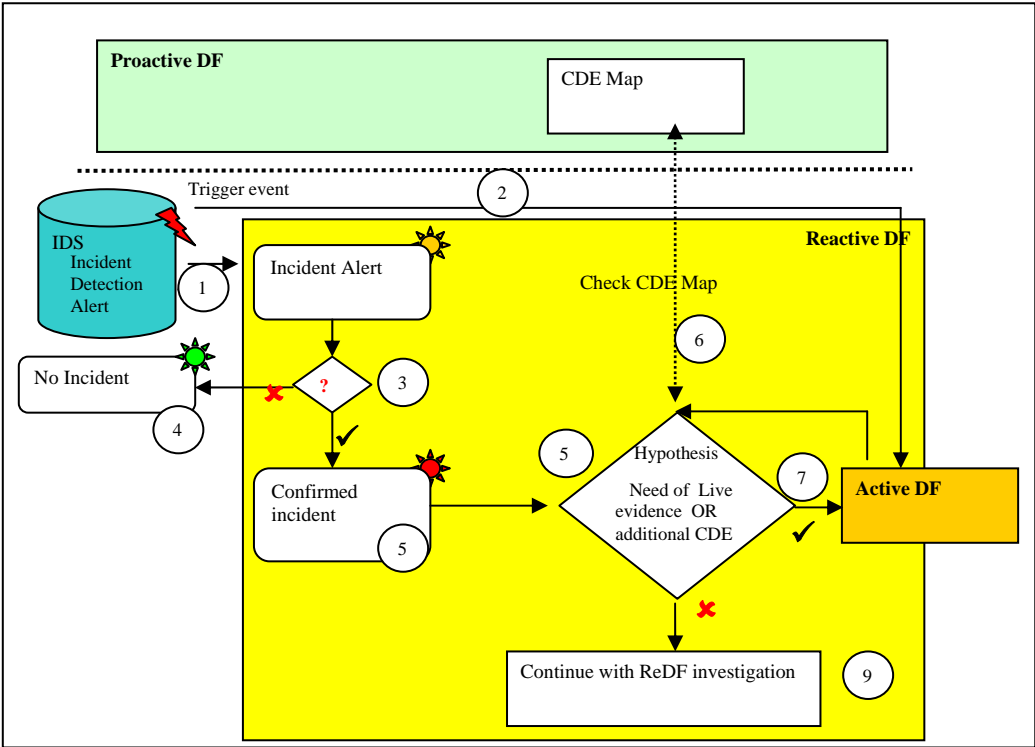 Proactive DF
CDE Map
Trigger event
2
IDS
Incident
Detection
Alert
1
Reactive DF
Incident Alert
Check CDE Map
6
No Incident
4
?
3
Confirmed
incident
5
5
Hypothesis
Need of Live
evidence OR
additional CDE
7
Active DF
Continue with ReDF investigation
9